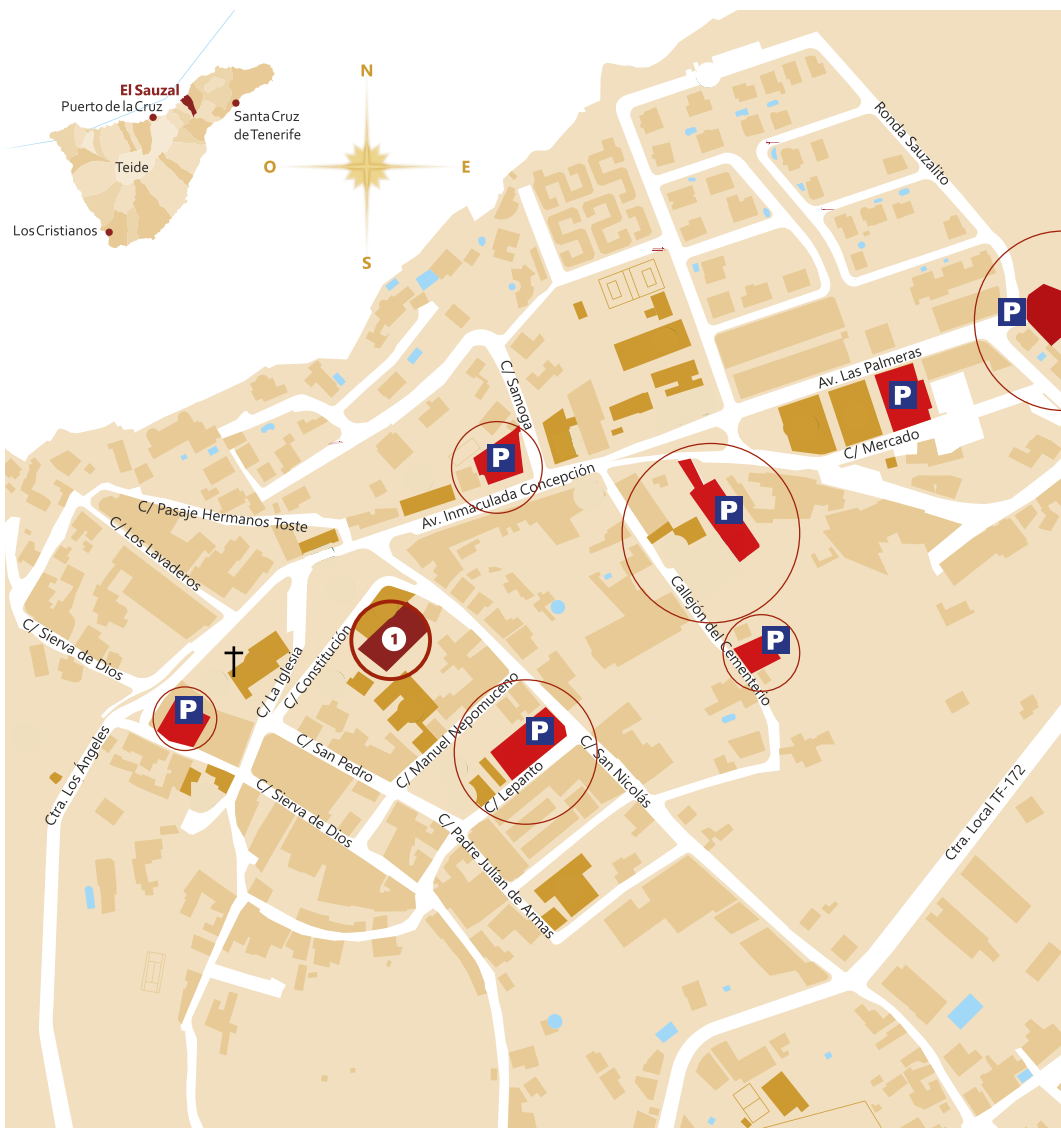 N
O
E
S
El Sauzal
Puerto de la Cruz
Santa Cruz
de Tenerife
Teide
Los Cristianos
Ronda Sauzalito
P
Av. Las Palmeras
P
C/ Mercado
C/ Samoga
P
Av. Inmaculada Concepción
P
C/ Pasaje Hermanos Toste
C/ Los Lavaderos
Callejón del Cementerio
P
C/ Sierva de Dios
1
C/ Constitución
C/ La Iglesia
P
C/ Manuel Nepomuceno
P
C/ San Pedro
C/ San Nicolás
C/ Lepanto
Ctra. Los Ángeles
C/ Sierva de Dios
C/ Padre Julían de Armas
Ctra. Local TF-172